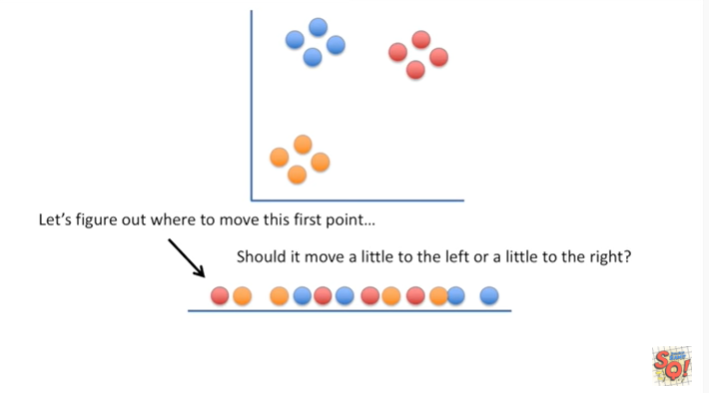 Let's figure out where to move this first point...
Should it move a little to the left or a little to the right?
SQ!